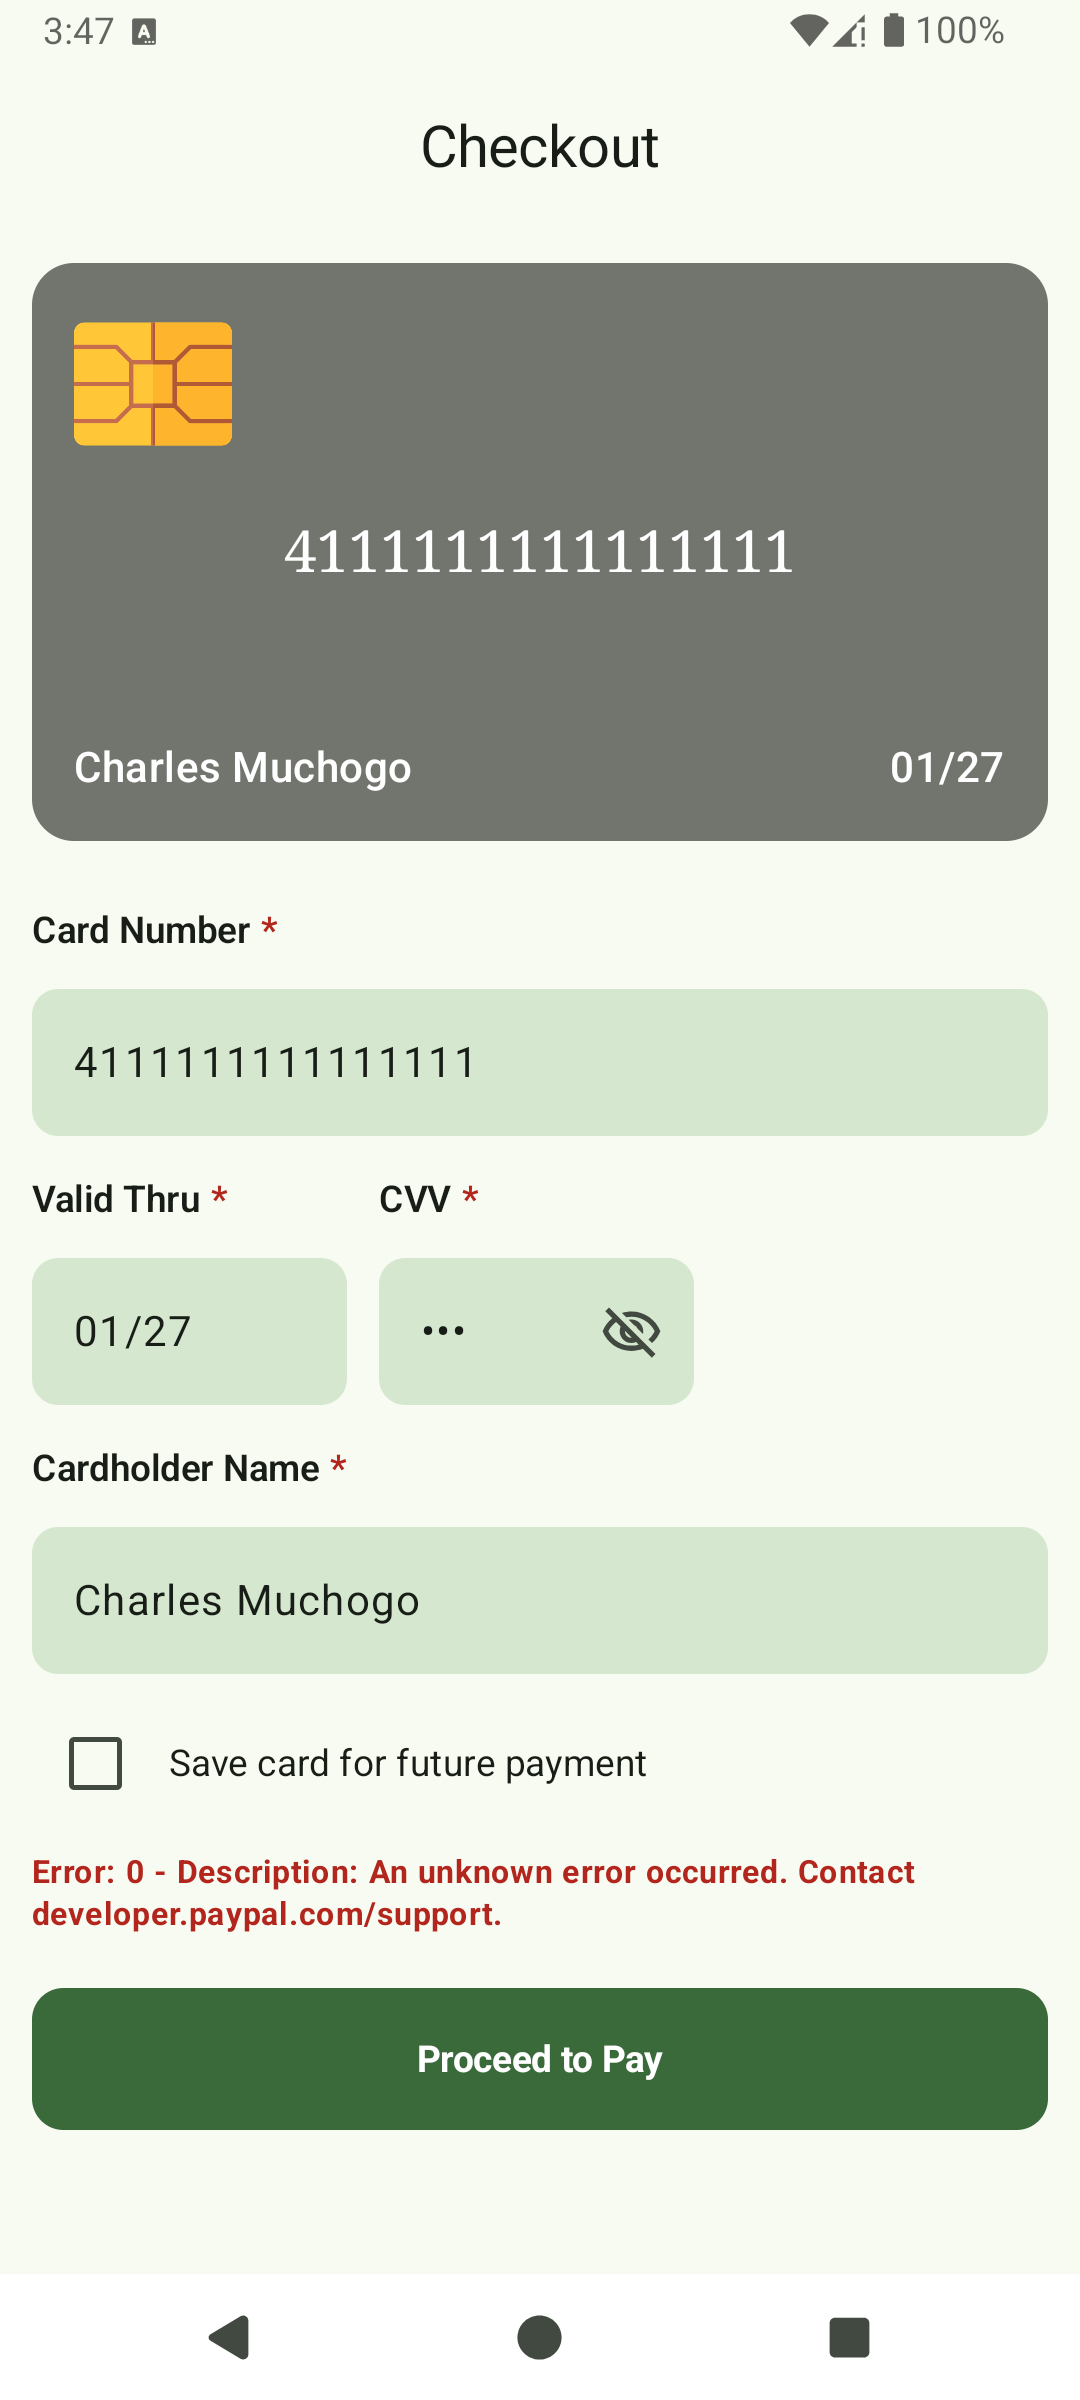 3:47 A 100%
Checkout
4111111111111111
Charles Muchogo 01/27
Card Number *
4111111111111111
Valid Thru * CVV *
01/27 •••
Cardholder Name *
Charles Muchogo
Save card for future payment
Error: 0 - Description: An unknown error occurred. Contact
developer.paypal.com/support.
Proceed to Pay